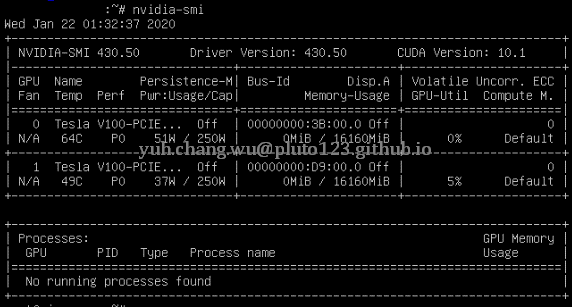 :~# nvidia-smi
Wed Jan 22 01:32:37 2020
NVIDIA-SMI 430.50 Driver Version: 430.50 CUDA Version: 10.1
GPU Name Persistence-M| Bus-Id Disp.A | Volatile Uncorr. ECC
Fan Temp Perf Pwr:Usage/Cap| Memory-Usage | GPU-Util Compute M.
0 Tesla V100-PCIE... Off | 00000000:3B:00.0 Off | 0
N/A 64C P0 51W / 250W | 0MiB / 16160MiB | 0% Default
yuh.chang.wu@pluto123.github.io
1 Tesla V100-PCIE... Off | 00000000:D9:00.0 Off | 0
N/A 49C P0 37W / 250W | 0MiB / 16160MiB | 5% Default
Processes: GPU Memory
GPU PID Type Process name Usage
No running processes found